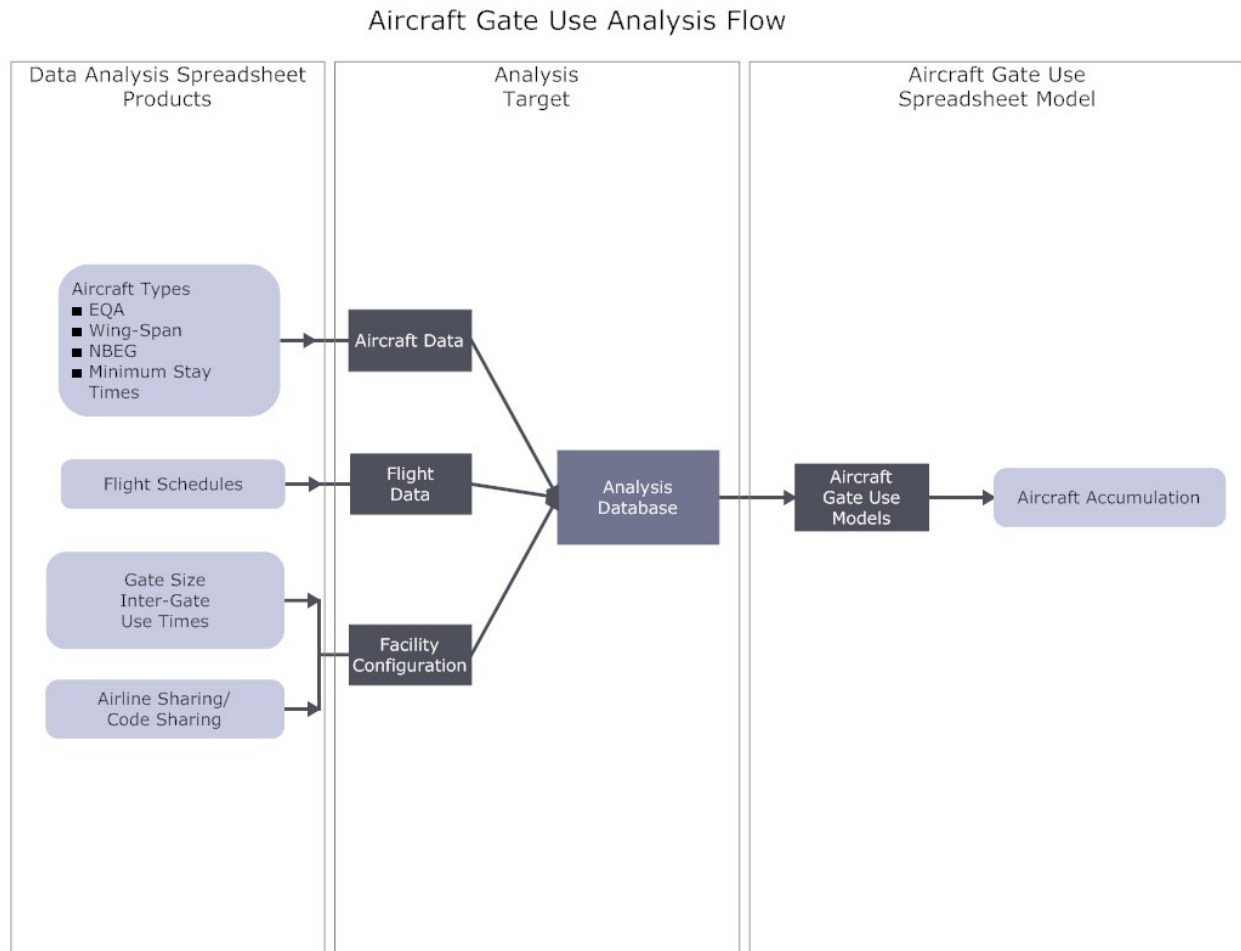 Aircraft Gate Use Analysis Flow
Data Analysis Spreadsheet
Products
Analysis
Target
Aircraft Gate Use
Spreadsheet Model
Aircraft Types
■ EQA
■ Wing-Span
■ NBEG
■ Minimum Stay
Times
Aircraft Data
Flight Schedules
Flight
Data
Analysis
Database
Aircraft
Gate Use
Models
Aircraft Accumulation
Gate Size
Inter-Gate
Use Times
Facility
Configuration
Airline Sharing/
Code Sharing